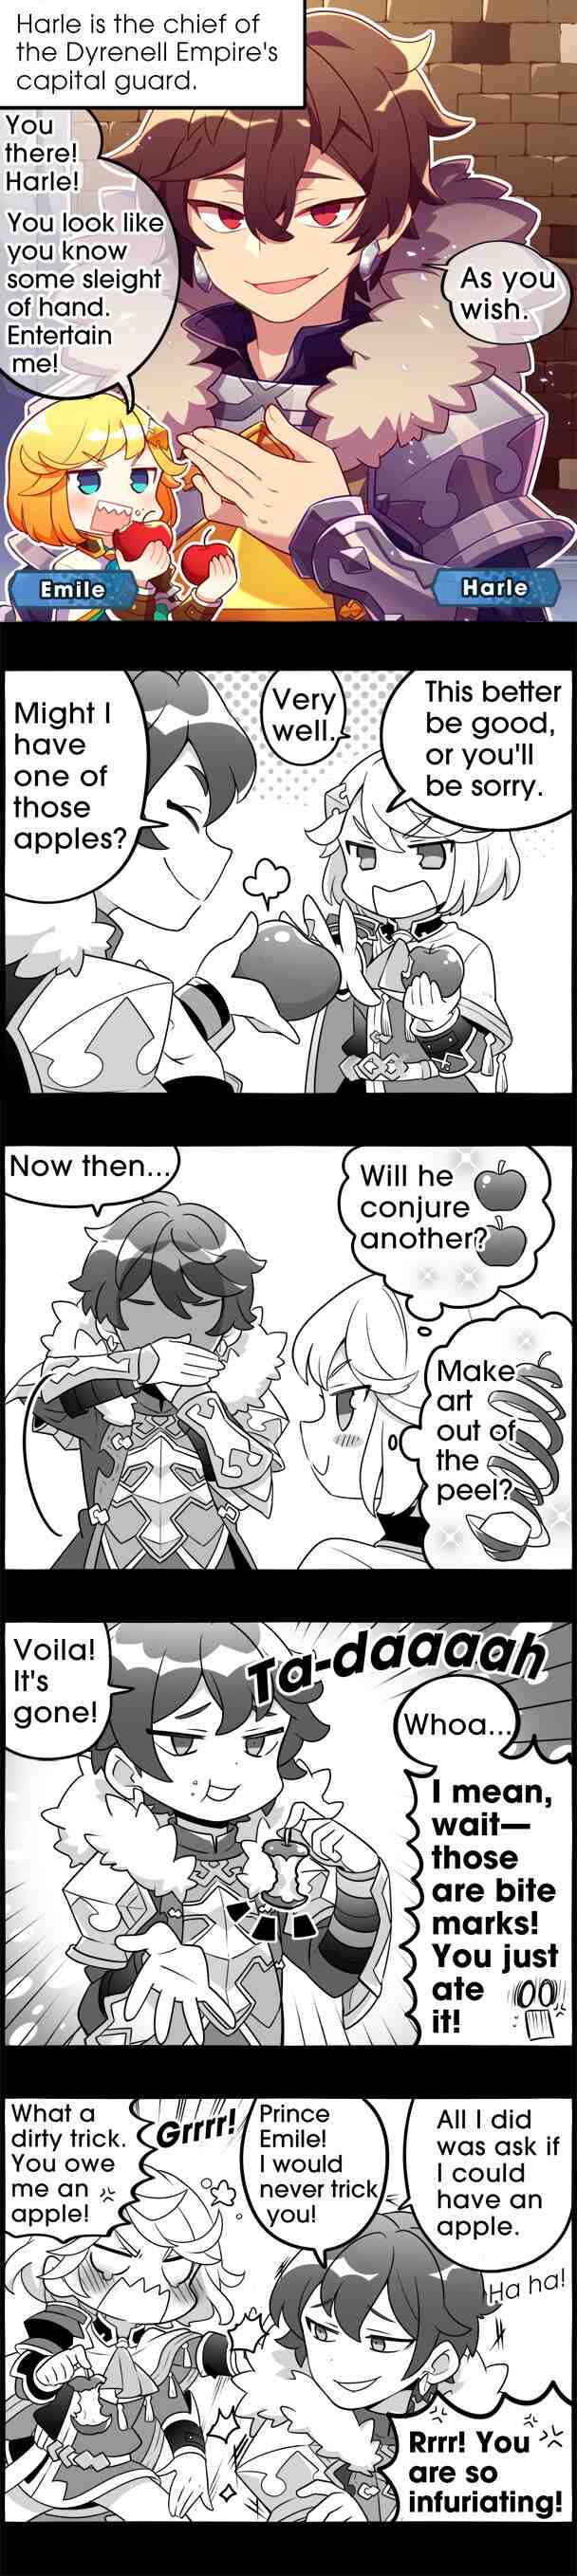 Harle is the chief of
the Dyrenell Empire's
capital guard.
You
there!
Harle!
You look like
you know
some sleight
of hand.
Entertain
me!
As you
wish.
Emile
Harle
Might I
have
one of
those
apples?
Very
well.
This better
be good,
or you'll
be sorry.
Now then...
Will he
conjure
another?
Make
art
out of
the
peel?
Voila!
It's
gone!
Ta-daaaah
Whoa...
I mean,
wait—
those
are bite
marks!
You just
ate
it!
What a
dirty trick.
You owe
me an
apple!
Grrrr!
Prince
Emile!
I would
never trick
you!
All I did
was ask if
I could
have an
apple.
Ha ha!
Rrrr! You
are so
infuriating!